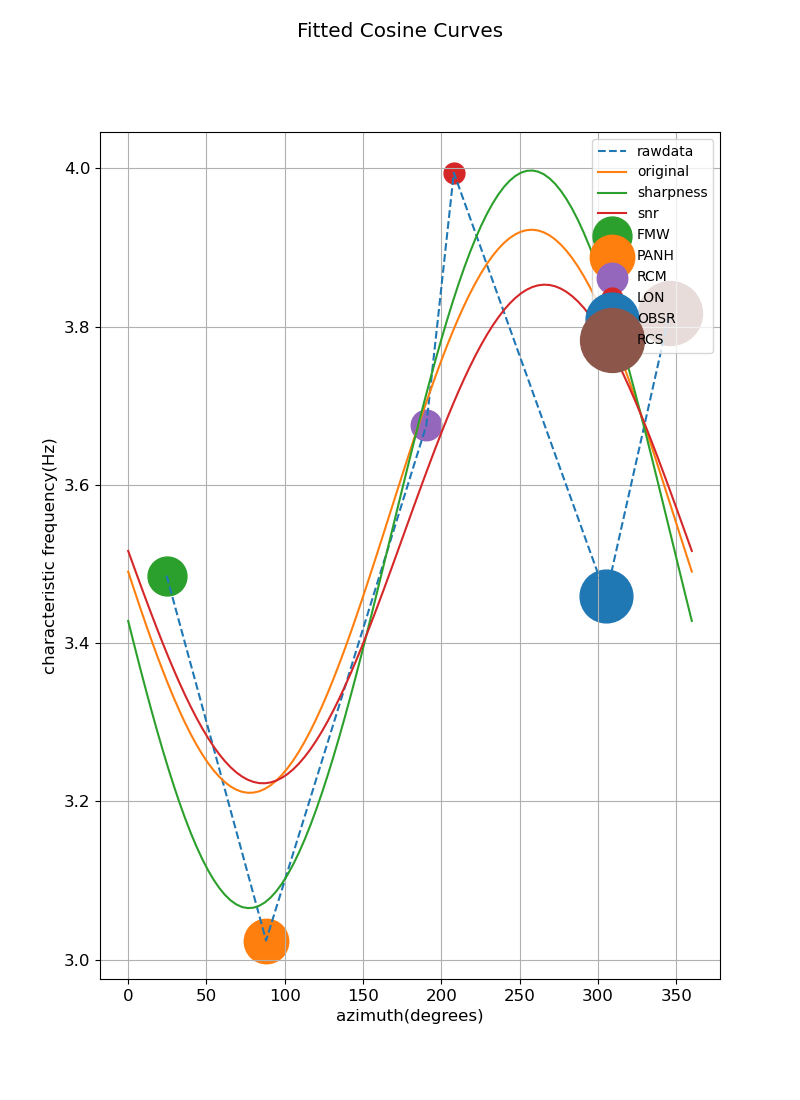 Fitted Cosine Curves
4.0
3.8
3.6
3.4
3.2
3.0
characteristic frequency(Hz)
rawdata
original
sharpness
snr
FMW
PANH
RCM
LON
OBSR
RCS
0 50 100 150 200 250 300 350
azimuth(degrees)